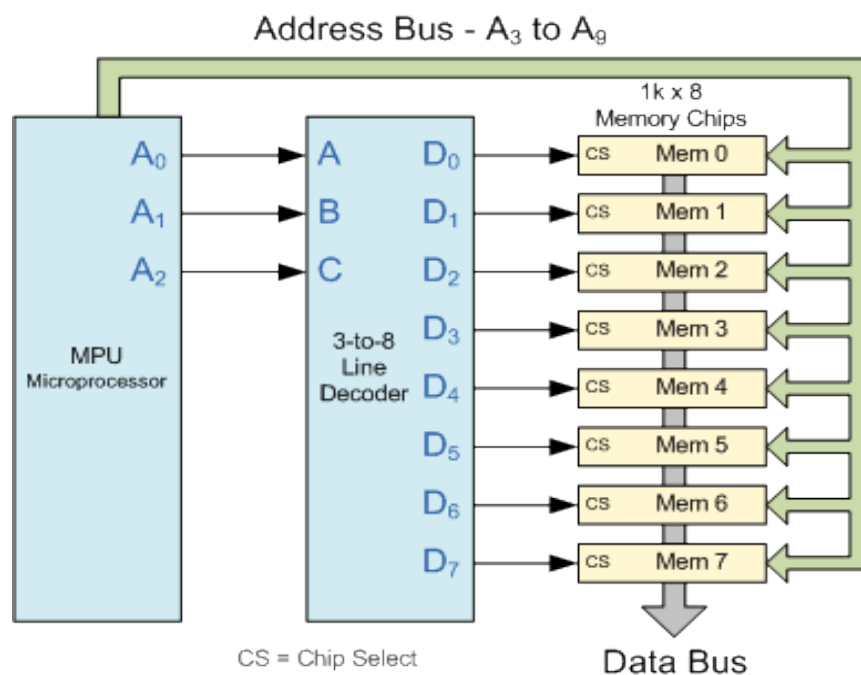 Address Bus - A₃ to A₉
1k x 8
Memory Chips
A₀ A D₀ CS Mem 0
A₁ B D₁ CS Mem 1
A₂ C D₂ CS Mem 2
D₃ CS Mem 3
MPU
Microprocessor
3-to-8
Line
Decoder
D₄ CS Mem 4
D₅ CS Mem 5
D₆ CS Mem 6
D₇ CS Mem 7
CS = Chip Select
Data Bus